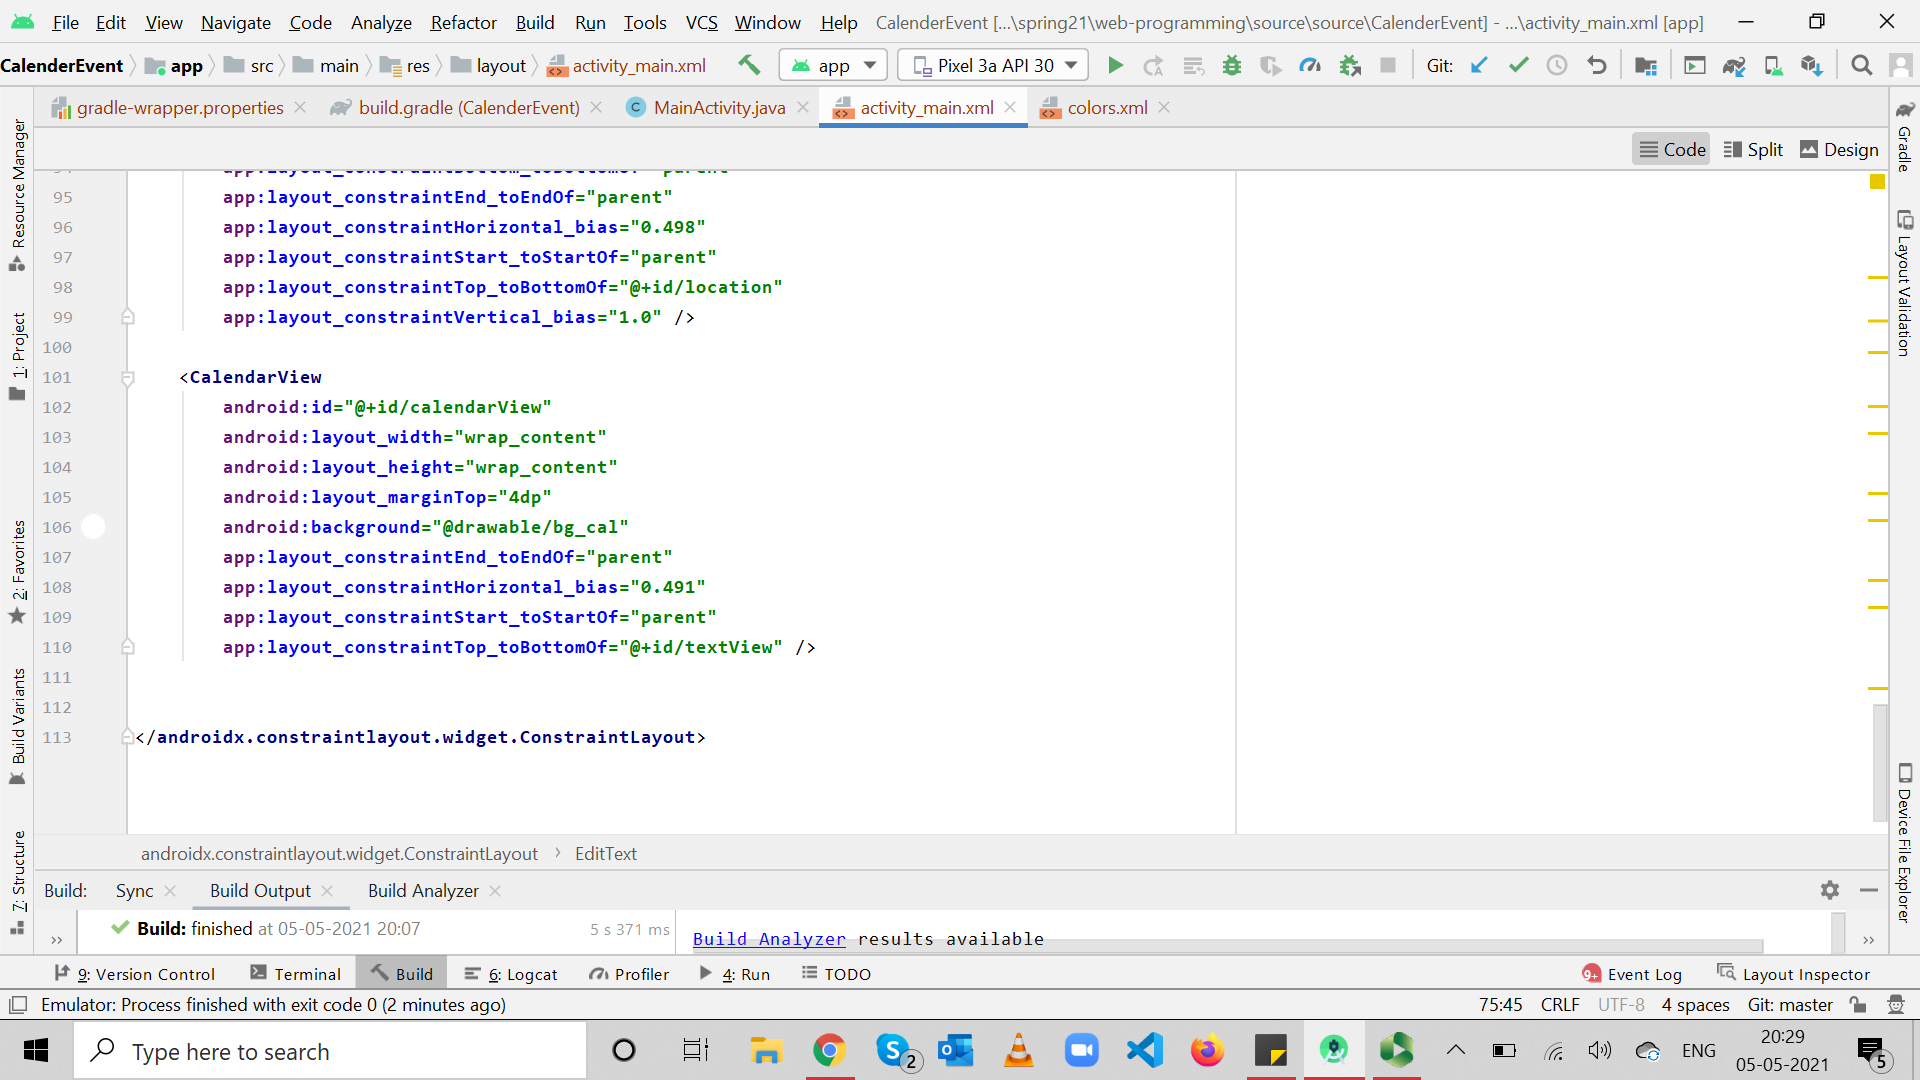 File Edit View Navigate Code Analyze Refactor Build Run Tools VCS Window Help CalenderEvent [...\spring21\web-programming\source\source\CalenderEvent] - ...\activity_main.xml [app]
CalenderEvent app src main res layout activity_main.xml app Pixel 3a API 30 Git:
gradle-wrapper.properties build.gradle (CalenderEvent) MainActivity.java activity_main.xml colors.xml
Code Split Design
95 app:layout_constraintEnd_toEndOf="parent"
96 app:layout_constraintHorizontal_bias="0.498"
97 app:layout_constraintStart_toStartOf="parent"
98 app:layout_constraintTop_toBottomOf="@+id/location"
99 app:layout_constraintVertical_bias="1.0" />
100
101 <CalendarView
102 android:id="@+id/calendarView"
103 android:layout_width="wrap_content"
104 android:layout_height="wrap_content"
105 android:layout_marginTop="4dp"
106 android:background="@drawable/bg_cal"
107 app:layout_constraintEnd_toEndOf="parent"
108 app:layout_constraintHorizontal_bias="0.491"
109 app:layout_constraintStart_toStartOf="parent"
110 app:layout_constraintTop_toBottomOf="@+id/textView" />
111
112
113 </androidx.constraintlayout.widget.ConstraintLayout>
androidx.constraintlayout.widget.ConstraintLayout › EditText
Build: Sync Build Output Build Analyzer
Build: finished at 05-05-2021 20:07 5 s 371 ms
Build Analyzer results available
9: Version Control Terminal Build 6: Logcat Profiler 4: Run TODO 9+ Event Log Layout Inspector
Emulator: Process finished with exit code 0 (2 minutes ago) 75:45 CRLF UTF-8 4 spaces Git: master
Type here to search 2 ENG 20:29
05-05-2021 5
Resource Manager
1: Project
2: Favorites
Build Variants
7: Structure
Gradle
Layout Validation
Device File Explorer